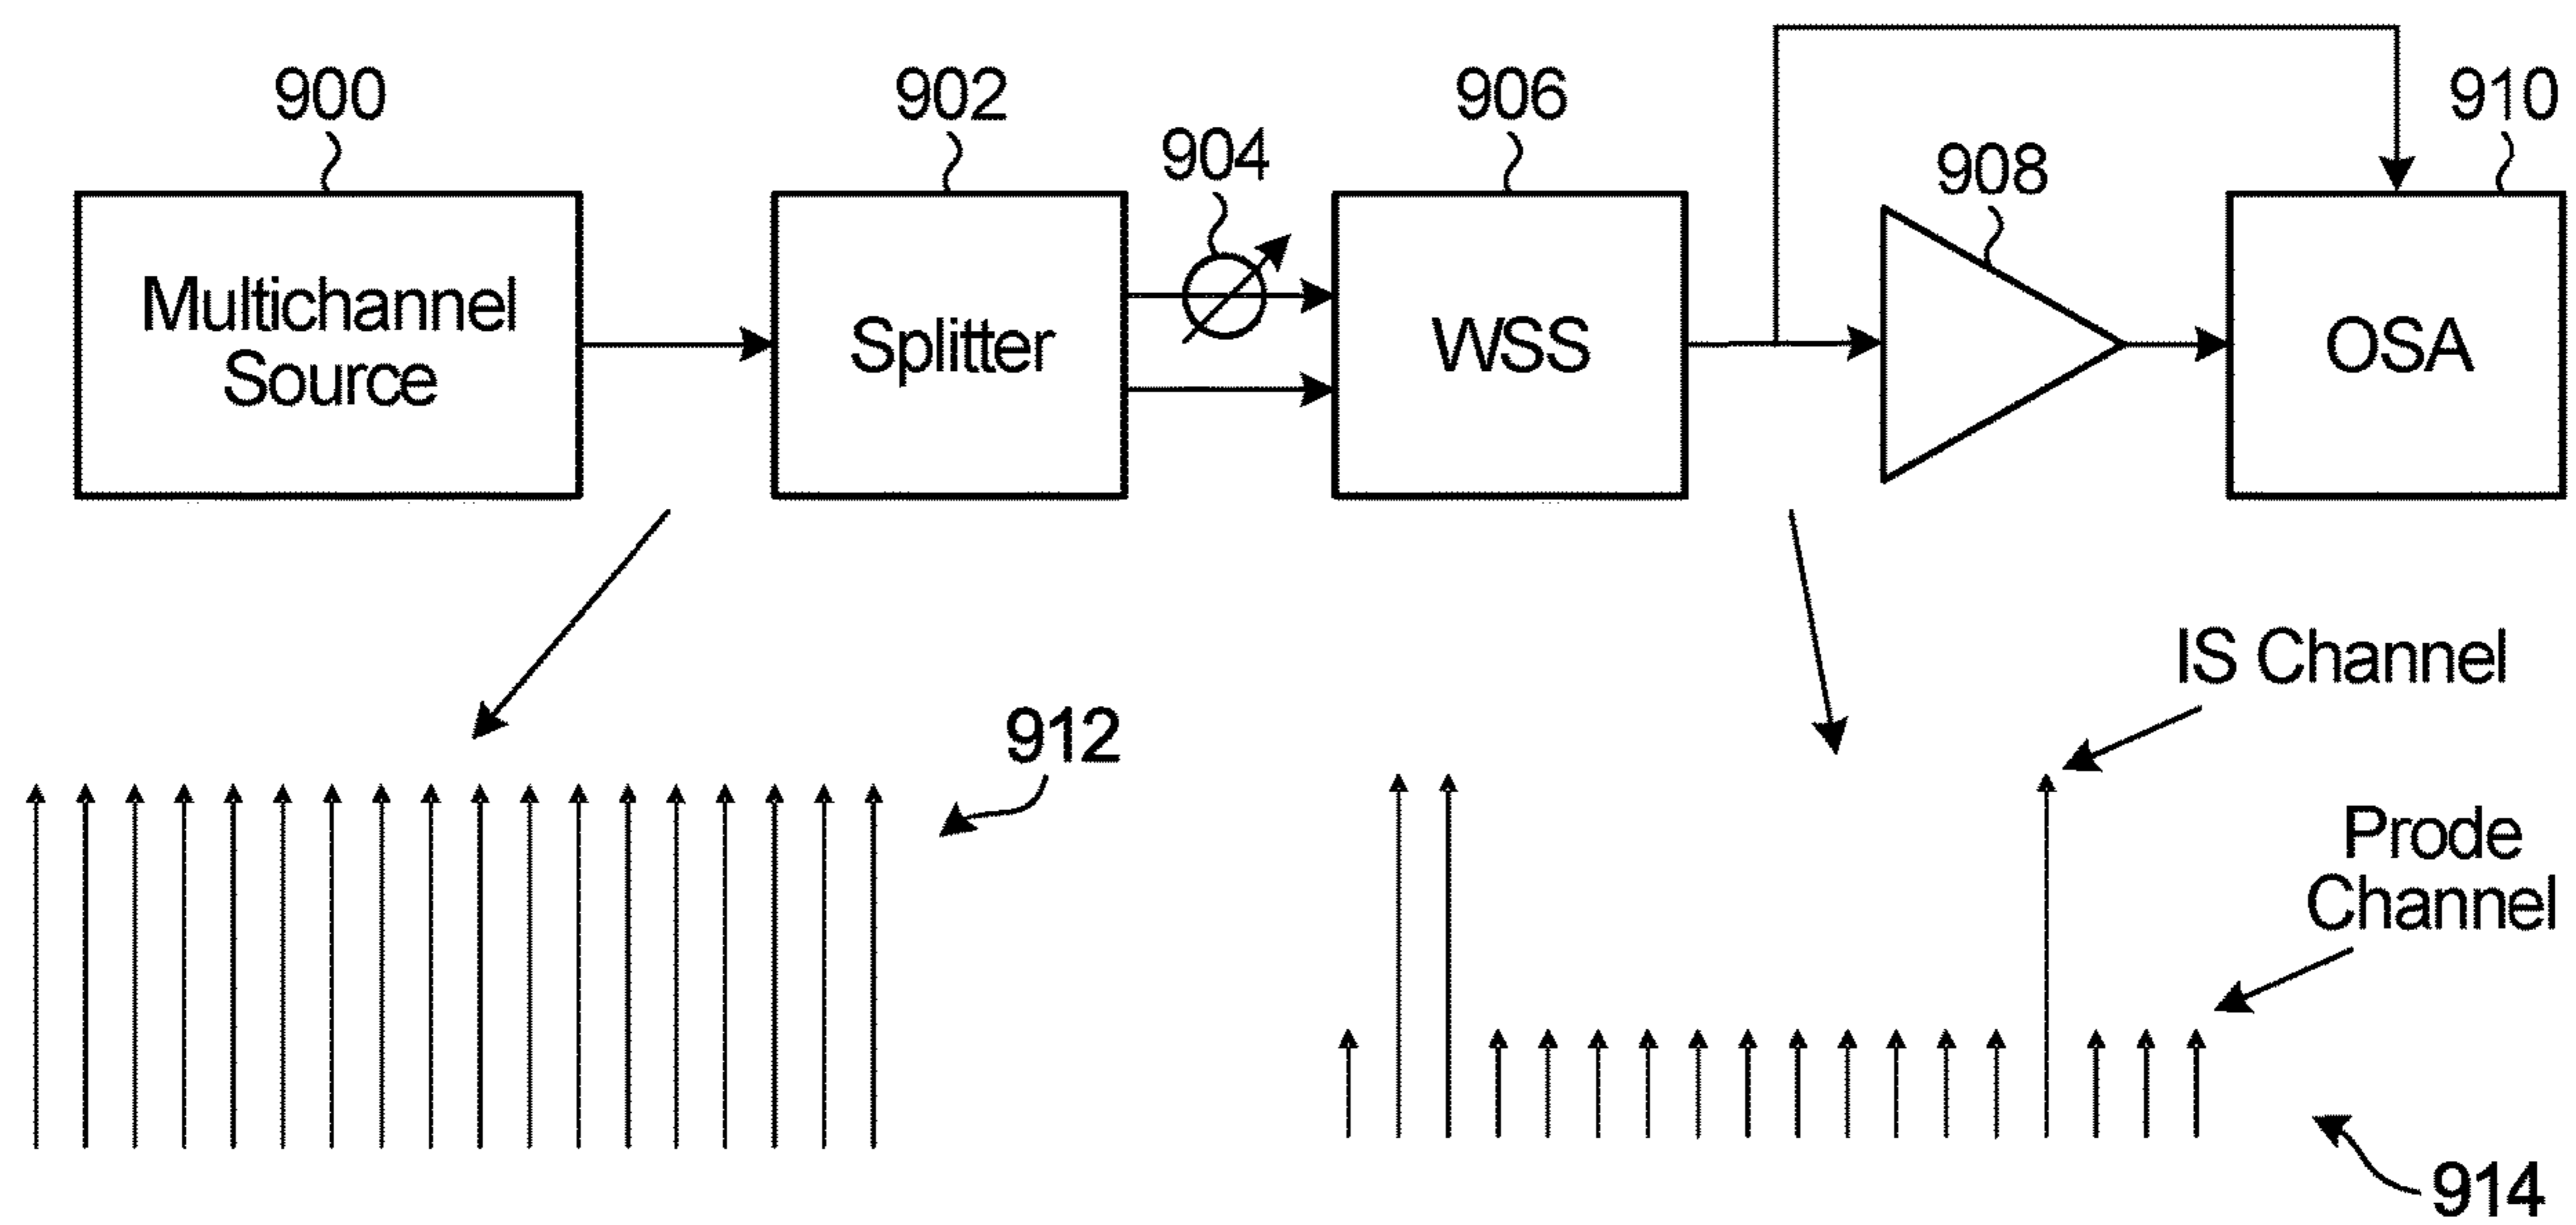 900
902
904
906
908
910
Multichannel
Source
Splitter
WSS
OSA
912
IS Channel
Prode
Channel
914